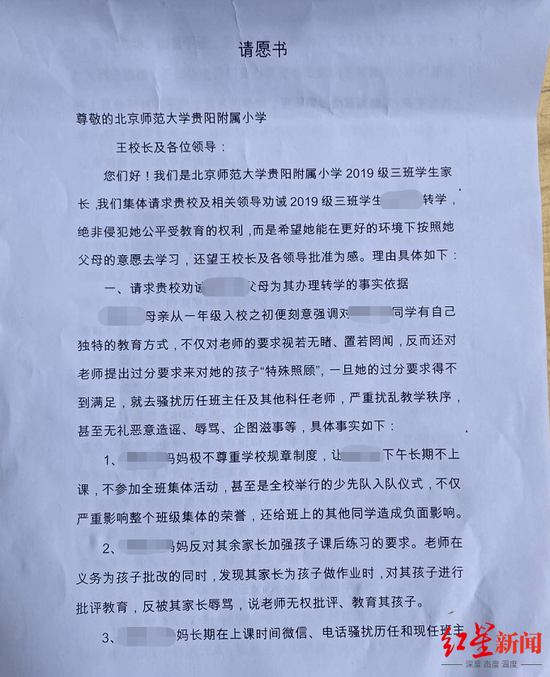 请愿书
尊敬的北京师范大学贵阳附属小学
王校长及各位领导：
您们好！我们是北京师范大学贵阳附属小学 2019 级三班学生家
长,我们集体请求贵校及相关领导劝诫 2019 级三班学生转学，
绝非侵犯她公平受教育的权利，而是希望她能在更好的环境下按照她
父母的意愿去学习，还望王校长及各领导批准为感。理由具体如下：
一、请求贵校劝诫父母为其办理转学的事实依据
母亲从一年级入校之初便刻意强调对同学有自己
独特的教育方式，不仅对老师的要求视若无睹、置若罔闻，反而还对
老师提出过分要求来对她的孩子“特殊照顾”，一旦她的过分要求得不
到满足，就去骚扰历任班主任及其他科任老师，严重扰乱教学秩序，
甚至无礼恶意造谣、辱骂、企图滋事等，具体事实如下：
1、妈妈极不尊重学校规章制度，让下午长期不上
课，不参加全班集体活动，甚至是全校举行的少先队入队仪式，不仅
严重影响整个班级集体的荣誉，还给班上的其他同学造成负面影响。
2、妈妈反对其余家长加强孩子课后练习的要求。老师在
义务为孩子批改的同时，发现其家长为孩子做作业时，对其孩子进行
批评教育，反被其家长辱骂，说老师无权批评、教育其孩子。
3、妈长期在上课时间微信、电话骚扰历任和现任班主
红星新闻
深度 态度 温度